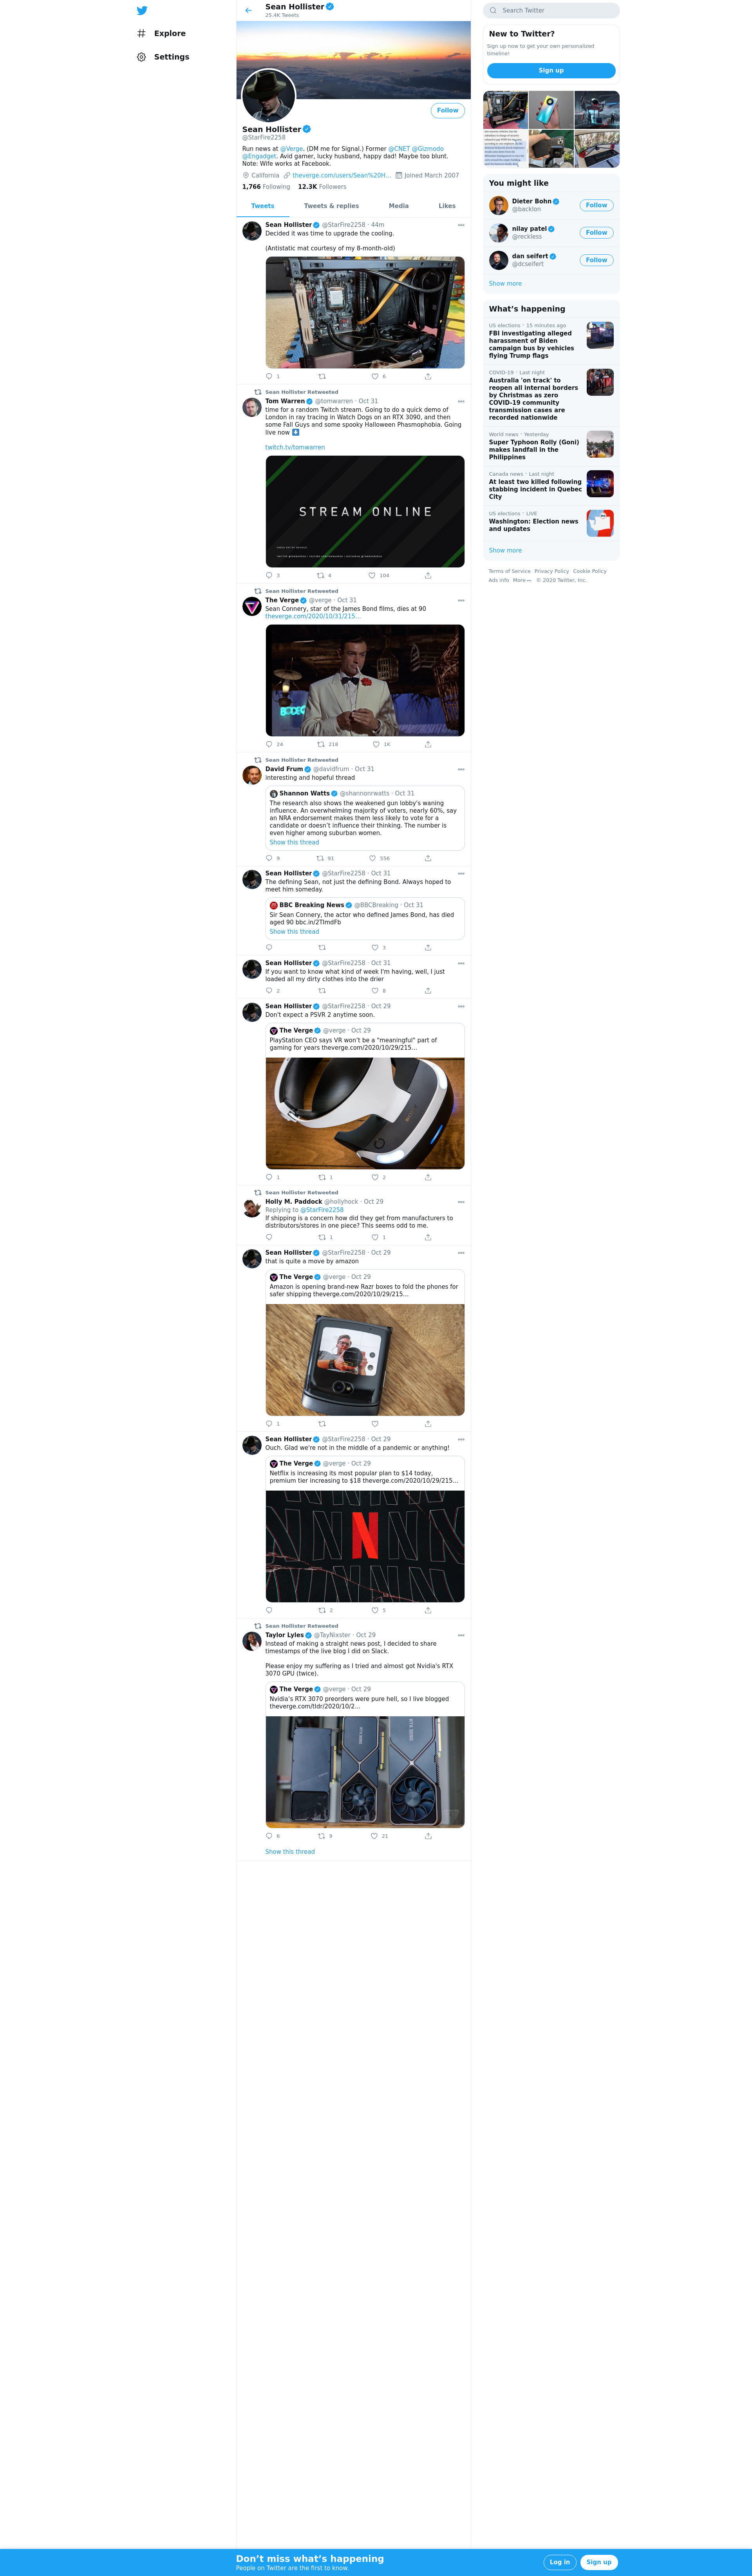 Explore
Settings
Sean Hollister
25.4K Tweets
Follow
Sean Hollister
@StarFire2258
Run news at @Verge. (DM me for Signal.) Former @CNET @Gizmodo
@Engadget. Avid gamer, lucky husband, happy dad! Maybe too blunt.
Note: Wife works at Facebook.
California theverge.com/users/Sean%20H… Joined March 2007
1,766 Following 12.3K Followers
Tweets Tweets & replies Media Likes
Sean Hollister @StarFire2258 · 44m
Decided it was time to upgrade the cooling.
(Antistatic mat courtesy of my 8-month-old)
1 6
Sean Hollister Retweeted
Tom Warren @tomwarren · Oct 31
time for a random Twitch stream. Going to do a quick demo of
London in ray tracing in Watch Dogs on an RTX 3090, and then
some Fall Guys and some spooky Halloween Phasmophobia. Going
live now ⬇️
twitch.tv/tomwarren
STREAM ONLINE
3 4 104
Sean Hollister Retweeted
The Verge @verge · Oct 31
Sean Connery, star of the James Bond films, dies at 90
theverge.com/2020/10/31/215…
24 218 1K
Sean Hollister Retweeted
David Frum @davidfrum · Oct 31
interesting and hopeful thread
Shannon Watts @shannonrwatts · Oct 31
The research also shows the weakened gun lobby's waning
influence. An overwhelming majority of voters, nearly 60%, say
an NRA endorsement makes them less likely to vote for a
candidate or doesn't influence their thinking. The number is
even higher among suburban women.
Show this thread
9 91 556
Sean Hollister @StarFire2258 · Oct 31
The defining Sean, not just the defining Bond. Always hoped to
meet him someday.
BBC Breaking News @BBCBreaking · Oct 31
Sir Sean Connery, the actor who defined James Bond, has died
aged 90 bbc.in/2TImdFb
Show this thread
3
Sean Hollister @StarFire2258 · Oct 31
If you want to know what kind of week I'm having, well, I just
loaded all my dirty clothes into the drier
2 8
Sean Hollister @StarFire2258 · Oct 29
Don't expect a PSVR 2 anytime soon.
The Verge @verge · Oct 29
PlayStation CEO says VR won't be a "meaningful" part of
gaming for years theverge.com/2020/10/29/215…
1 1 2
Sean Hollister Retweeted
Holly M. Paddock @hollyhock · Oct 29
Replying to @StarFire2258
If shipping is a concern how did they get from manufacturers to
distributors/stores in one piece? This seems odd to me.
1 1
Sean Hollister @StarFire2258 · Oct 29
that is quite a move by amazon
The Verge @verge · Oct 29
Amazon is opening brand-new Razr boxes to fold the phones for
safer shipping theverge.com/2020/10/29/215…
1
Sean Hollister @StarFire2258 · Oct 29
Ouch. Glad we're not in the middle of a pandemic or anything!
The Verge @verge · Oct 29
Netflix is increasing its most popular plan to $14 today,
premium tier increasing to $18 theverge.com/2020/10/29/215…
N
2 5
Sean Hollister Retweeted
Taylor Lyles @TayNixster · Oct 29
Instead of making a straight news post, I decided to share
timestamps of the live blog I did on Slack.
Please enjoy my suffering as I tried and almost got Nvidia's RTX
3070 GPU (twice).
The Verge @verge · Oct 29
Nvidia's RTX 3070 preorders were pure hell, so I live blogged
theverge.com/tldr/2020/10/2…
6 9 21
Show this thread
Search Twitter
New to Twitter?
Sign up now to get your own personalized
timeline!
Sign up
You might like
Dieter Bohn
@backlon
Follow
nilay patel
@reckless
Follow
dan seifert
@dcseifert
Follow
Show more
What's happening
US elections · 15 minutes ago
FBI investigating alleged
harassment of Biden
campaign bus by vehicles
flying Trump flags
COVID-19 · Last night
Australia 'on track' to
reopen all internal borders
by Christmas as zero
COVID-19 community
transmission cases are
recorded nationwide
World news · Yesterday
Super Typhoon Rolly (Goni)
makes landfall in the
Philippines
Canada news · Last night
At least two killed following
stabbing incident in Quebec
City
US elections · LIVE
Washington: Election news
and updates
Show more
Terms of Service Privacy Policy Cookie Policy
Ads info More © 2020 Twitter, Inc.
Don't miss what's happening
People on Twitter are the first to know.
Log in Sign up